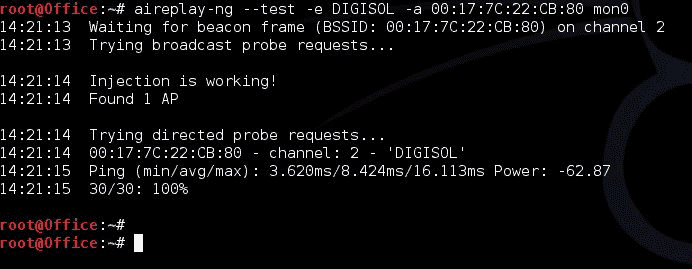 root@Office:~# aireplay-ng --test -e DIGISOL -a 00:17:7C:22:CB:80 mon0
14:21:13  Waiting for beacon frame (BSSID: 00:17:7C:22:CB:80) on channel 2
14:21:13  Trying broadcast probe requests...
14:21:14  Injection is working!
14:21:14  Found 1 AP
14:21:14  Trying directed probe requests...
14:21:14  00:17:7C:22:CB:80 - channel: 2 - 'DIGISOL'
14:21:15  Ping (min/avg/max): 3.620ms/8.424ms/16.113ms Power: -62.87
14:21:15  30/30: 100%
root@Office:~#
root@Office:~#